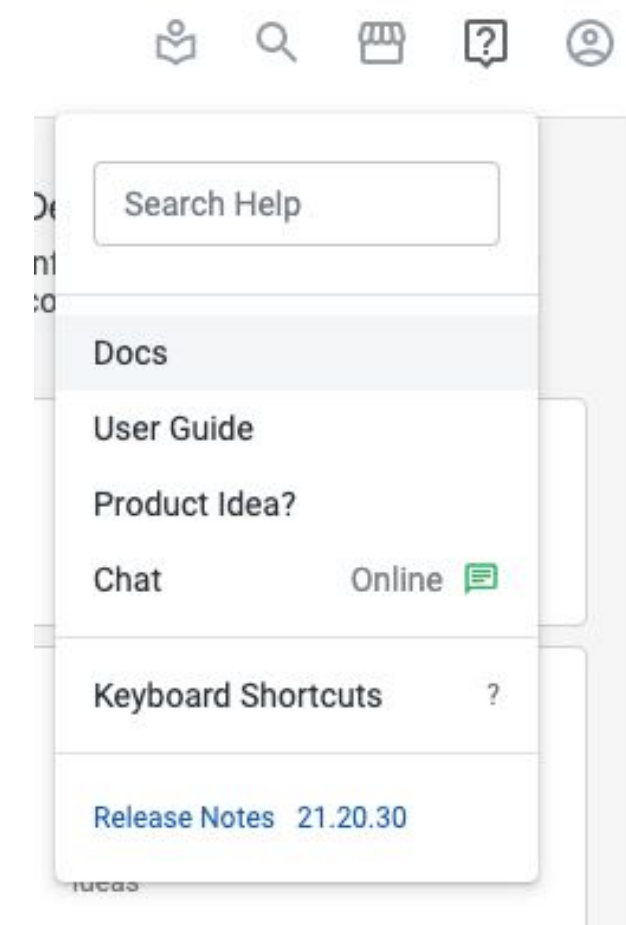 Search Help
Docs
User Guide
Product Idea?
Chat Online
Keyboard Shortcuts ?
Release Notes 21.20.30